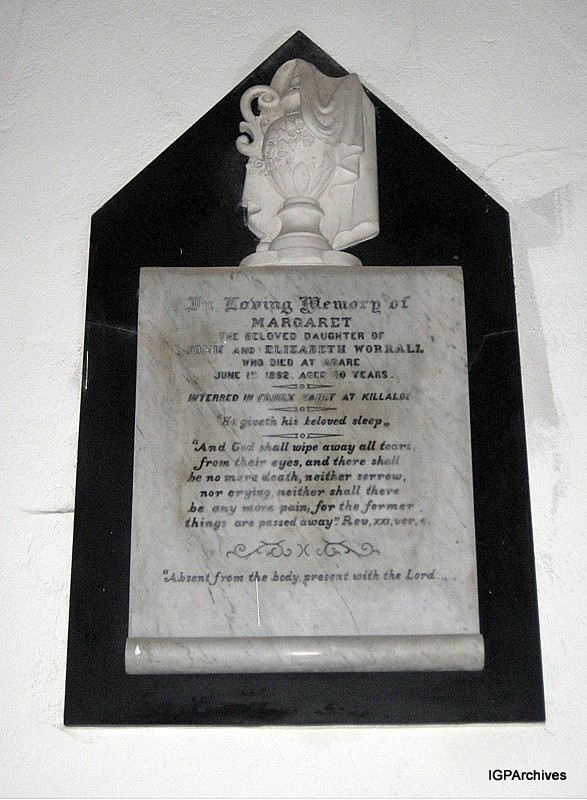 In Loving Memory of
MARGARET
THE BELOVED DAUGHTER OF
JOHN AND ELIZABETH WORRALL
WHO DIED AT ADARE
JUNE 1ST 1882. AGED 30 YEARS.
INTERRED IN FAMILY VAULT AT KILLALOE
"He giveth his beloved sleep„
"And God shall wipe away all tears,
from their eyes, and there shall
be no more death, neither sorrow,
nor crying, neither shall there
be any more pain, for the former
things are passed away." Rev, XXI, ver,
"Absent from the body, present with the Lord„
IGPArchives